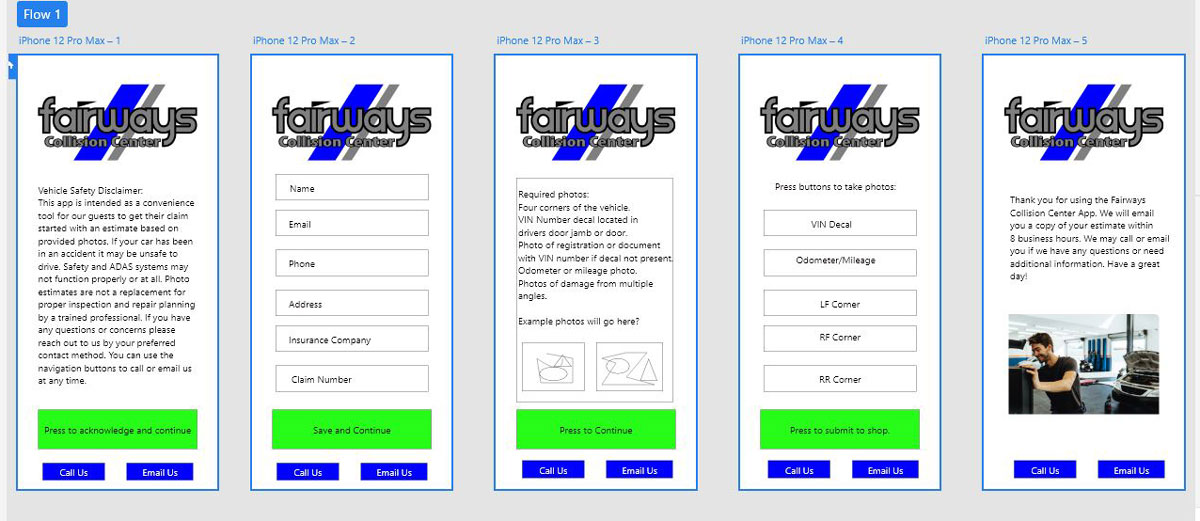 Flow 1
iPhone 12 Pro Max – 1
fairways
Collision Center
Vehicle Safety Disclaimer:
This app is intended as a convenience
tool for our guests to get their claim
started with an estimate based on
provided photos. If your car has been
in an accident it may be unsafe to
drive. Safety and ADAS systems may
not function properly or at all. Photo
estimates are not a replacement for
proper inspection and repair planning
by a trained professional. If you have
any questions or concerns please
reach out to us by your preferred
contact method. You can use the
navigation buttons to call or email us
at any time.
Press to acknowledge and continue
Call Us
Email Us
iPhone 12 Pro Max – 2
fairways
Collision Center
Name
Email
Phone
Address
Insurance Company
Claim Number
Save and Continue
Call Us
Email Us
iPhone 12 Pro Max – 3
fairways
Collision Center
Required photos:
Four corners of the vehicle.
VIN Number decal located in
drivers door jamb or door.
Photo of registration or document
with VIN number if decal not present.
Odometer or mileage photo.
Photos of damage from multiple
angles.
Example photos will go here?
Press to Continue
Call Us
Email Us
iPhone 12 Pro Max – 4
fairways
Collision Center
Press buttons to take photos:
VIN Decal
Odometer/Mileage
LF Corner
RF Corner
RR Corner
Press to submit to shop.
Call Us
Email Us
iPhone 12 Pro Max – 5
fairways
Collision Center
Thank you for using the Fairways
Collision Center App. We will email
you a copy of your estimate within
8 business hours. We may call or email
you if we have any questions or need
additional information. Have a great
day!
Call Us
Email Us